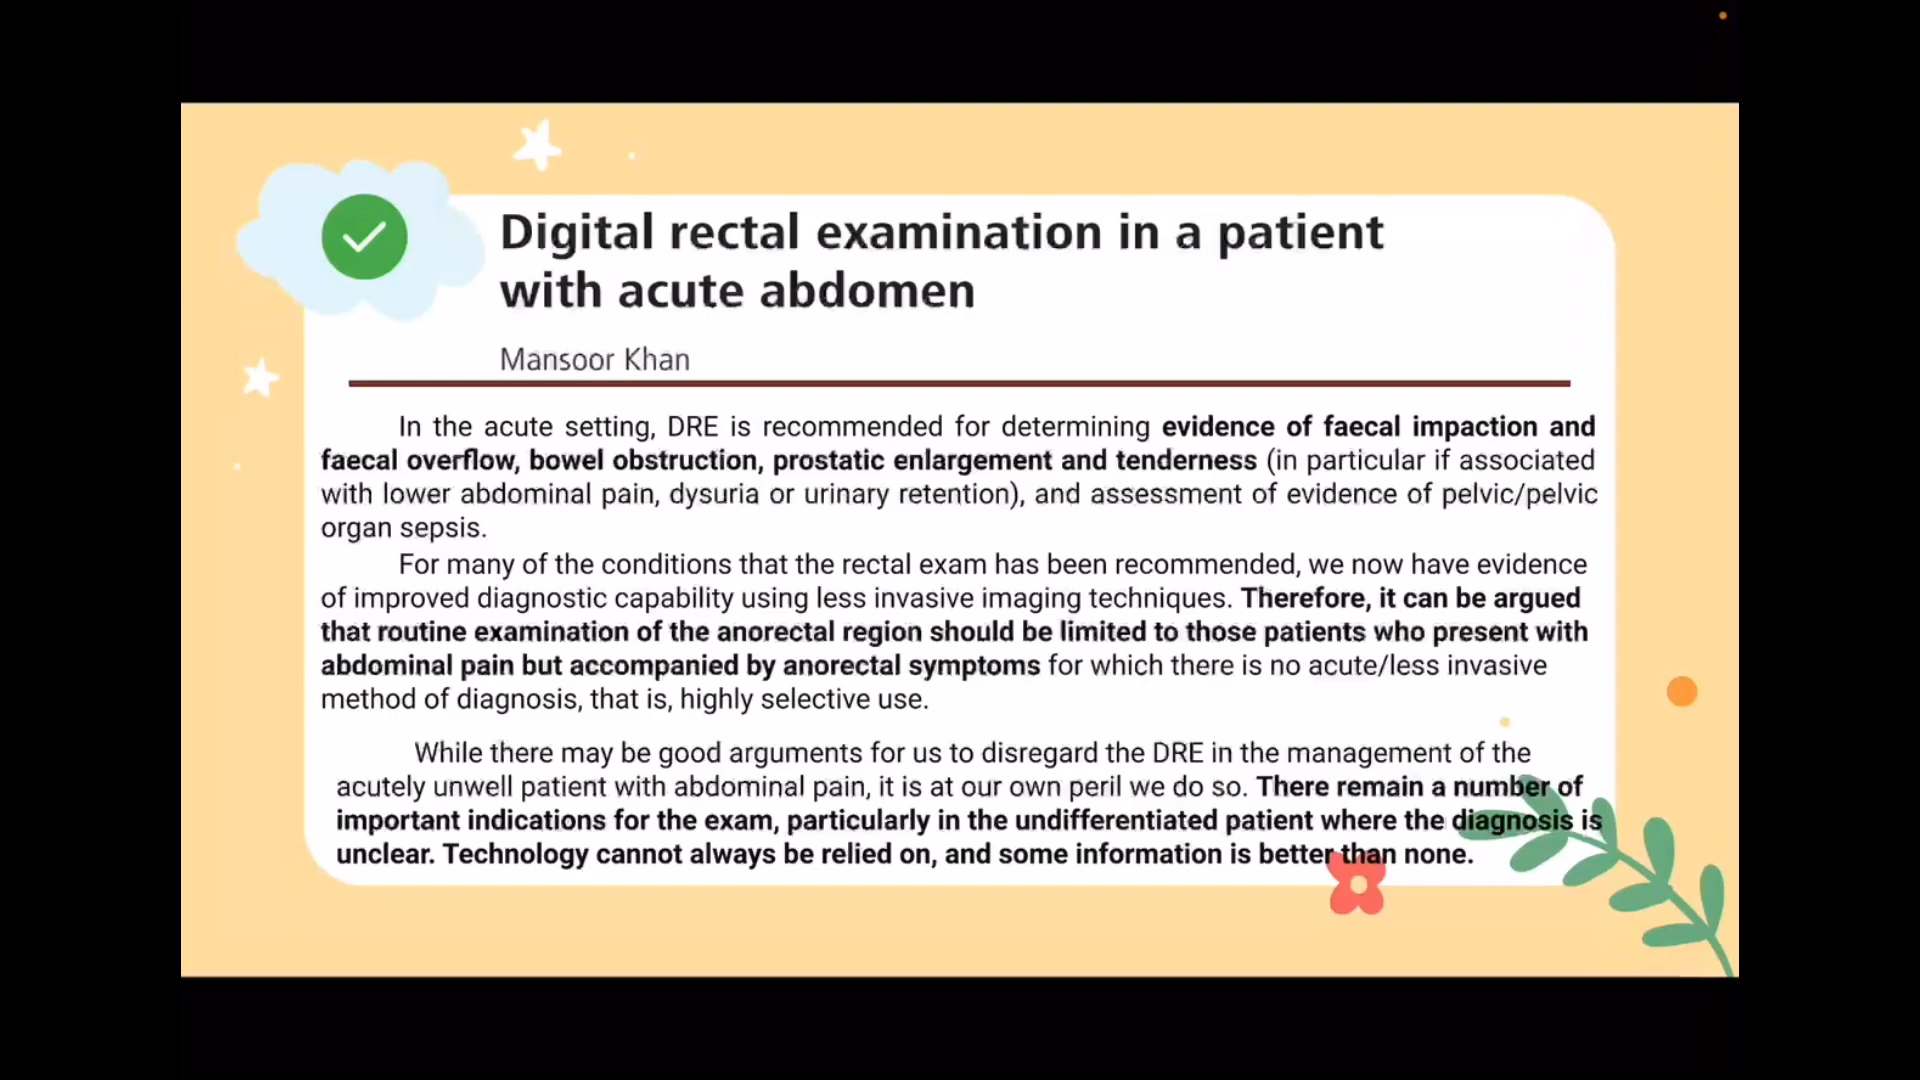 Digital rectal examination in a patient
with acute abdomen
Mansoor Khan
In the acute setting, DRE is recommended for determining evidence of faecal impaction and
faecal overflow, bowel obstruction, prostatic enlargement and tenderness (in particular if associated
with lower abdominal pain, dysuria or urinary retention), and assessment of evidence of pelvic/pelvic
organ sepsis.
For many of the conditions that the rectal exam has been recommended, we now have evidence
of improved diagnostic capability using less invasive imaging techniques. Therefore, it can be argued
that routine examination of the anorectal region should be limited to those patients who present with
abdominal pain but accompanied by anorectal symptoms for which there is no acute/less invasive
method of diagnosis, that is, highly selective use.
While there may be good arguments for us to disregard the DRE in the management of the
acutely unwell patient with abdominal pain, it is at our own peril we do so. There remain a number of
important indications for the exam, particularly in the undifferentiated patient where the diagnosis is
unclear. Technology cannot always be relied on, and some information is better than none.